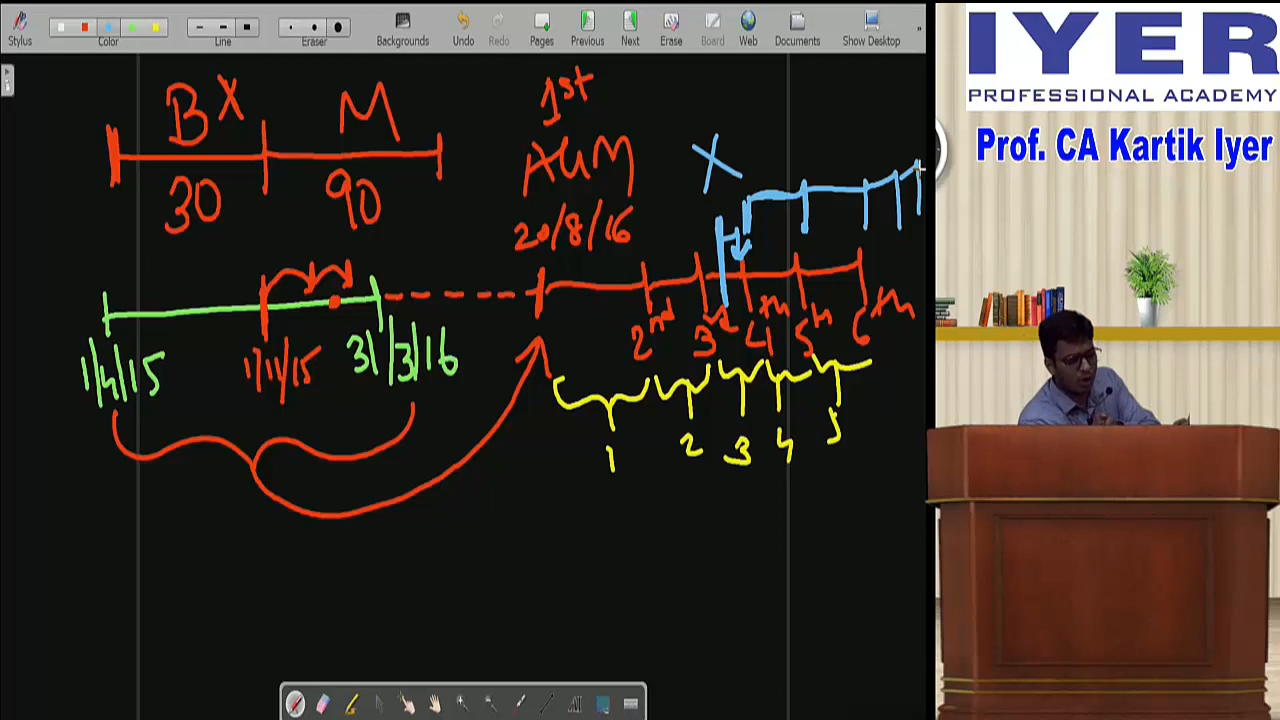 Stylus
Color
Line
Eraser
Backgrounds
Undo
Redo
Pages
Previous
Next
Erase
Board
Web
Documents
Show Desktop
IYER
PROFESSIONAL ACADEMY
Prof. CA Kartik Iyer
B X
M
30
90
1st
AGM
20/8/16
X
1/4/15
1/11/15
31/3/16
2nd
3rd
4th
5th
6th
1
2
3
4
5